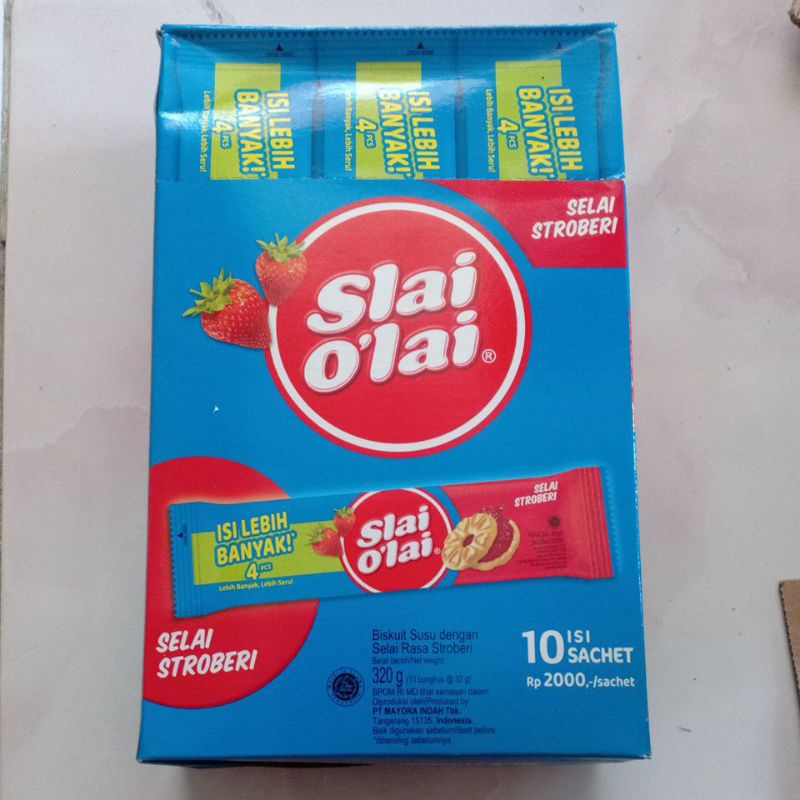 OPEN HERE
OPEN HERE
ISI LEBIH
BANYAK!
4 PCS
Lebih Banyak, Lebih Seru!
ISI LEBIH
BANYAK!
4 PCS
Lebih Banyak, Lebih Seru!
ISI LEBIH
BANYAK!
4 PCS
Lebih Banyak, Lebih Seru!
SELAI
STROBERI
Slai
O'lai®
ISI LEBIH
BANYAK!*
4 PCS
Lebih Banyak, Lebih Seru!
Slai
O'lai®
SELAI
STROBERI
SELAI
STROBERI
Biskuit Susu dengan
Selai Rasa Stroberi
Berat bersih/Net weight:
320 g (10 bungkus @ 32 g)
BPOM RI MD lihat kemasan dalam
Diproduksi oleh/Produced by:
PT MAYORA INDAH Tbk.
Tangerang 15135, Indonesia.
Baik digunakan sebelum/Best before:
*dibanding sebelumnya
10 ISI
SACHET
Rp 2000,-/sachet